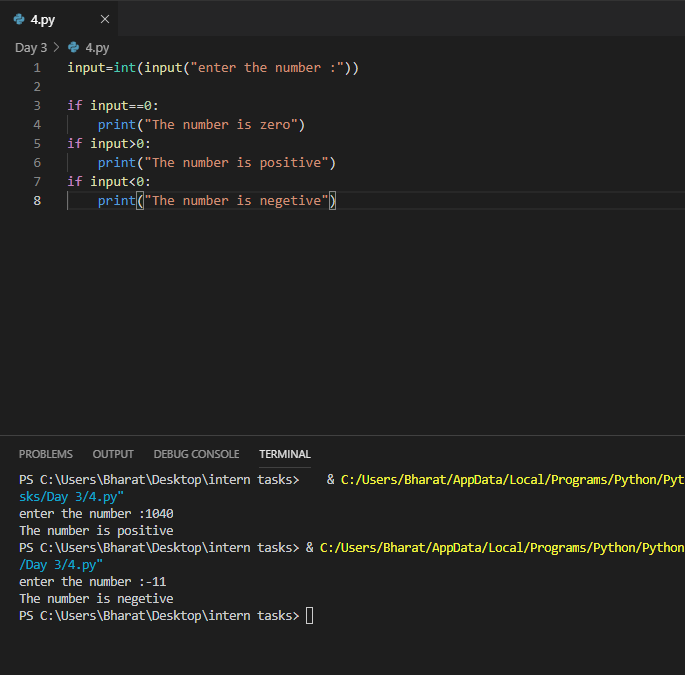 4.py
Day 3 > 4.py
1 input=int(input("enter the number :"))
2
3 if input==0:
4     print("The number is zero")
5 if input>0:
6     print("The number is positive")
7 if input<0:
8     print("The number is negetive")
PROBLEMS OUTPUT DEBUG CONSOLE TERMINAL
PS C:\Users\Bharat\Desktop\intern tasks>    & C:/Users/Bharat/AppData/Local/Programs/Python/Pyt
sks/Day 3/4.py"
enter the number :1040
The number is positive
PS C:\Users\Bharat\Desktop\intern tasks> & C:/Users/Bharat/AppData/Local/Programs/Python/Python
/Day 3/4.py"
enter the number :-11
The number is negetive
PS C:\Users\Bharat\Desktop\intern tasks>